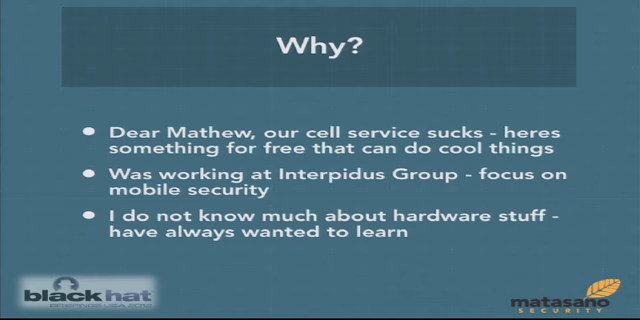 Why?
Dear Mathew, our cell service sucks - heres
something for free that can do cool things
Was working at Interpidus Group - focus on
mobile security
I do not know much about hardware stuff -
have always wanted to learn
black hat
matasano
SECURITY